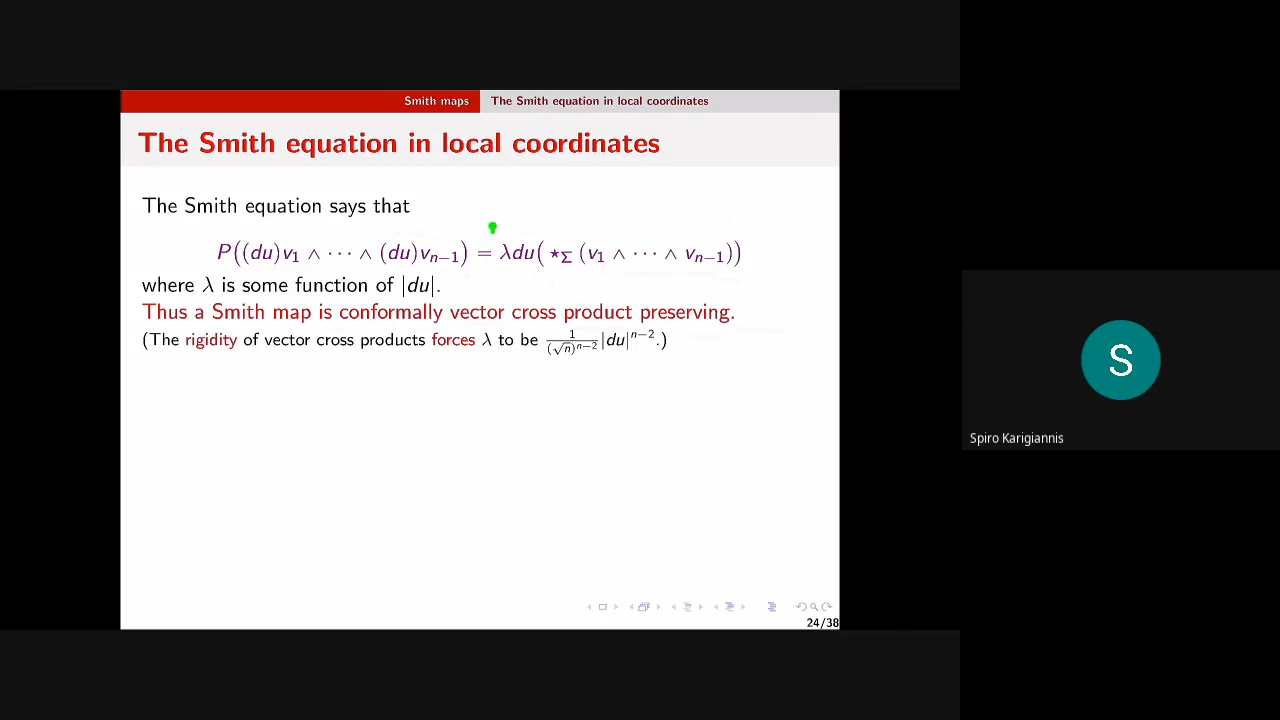 Smith maps The Smith equation in local coordinates
The Smith equation in local coordinates
The Smith equation says that
P((du)v₁ ∧ ··· ∧ (du)vₙ₋₁) = λdu(⋆_Σ (v₁ ∧ ··· ∧ vₙ₋₁))
where λ is some function of |du|.
Thus a Smith map is conformally vector cross product preserving.
(The rigidity of vector cross products forces λ to be 1/(√n)ⁿ⁻² |du|ⁿ⁻².)
24/38
S
Spiro Karigiannis